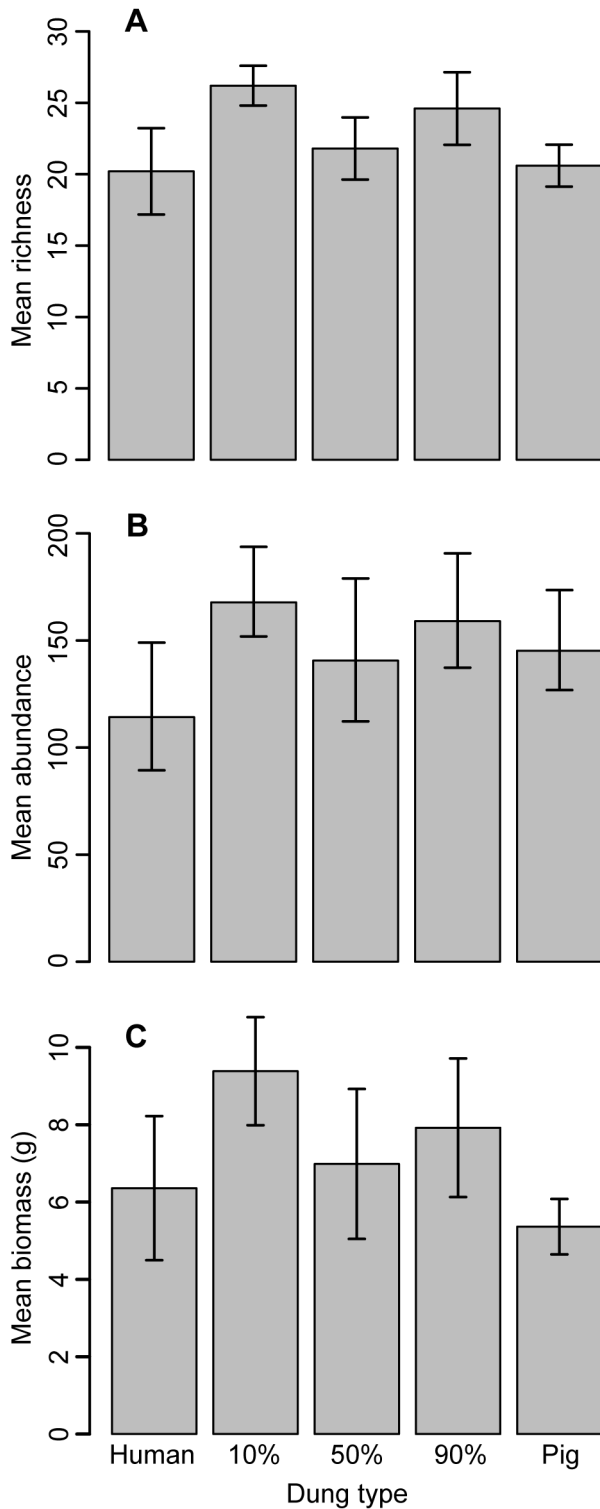 A
30
25
20
15
10
5
0
Mean richness
B
200
150
100
50
0
Mean abundance
C
10
8
6
4
2
0
Mean biomass (g)
Human 10% 50% 90% Pig
Dung type